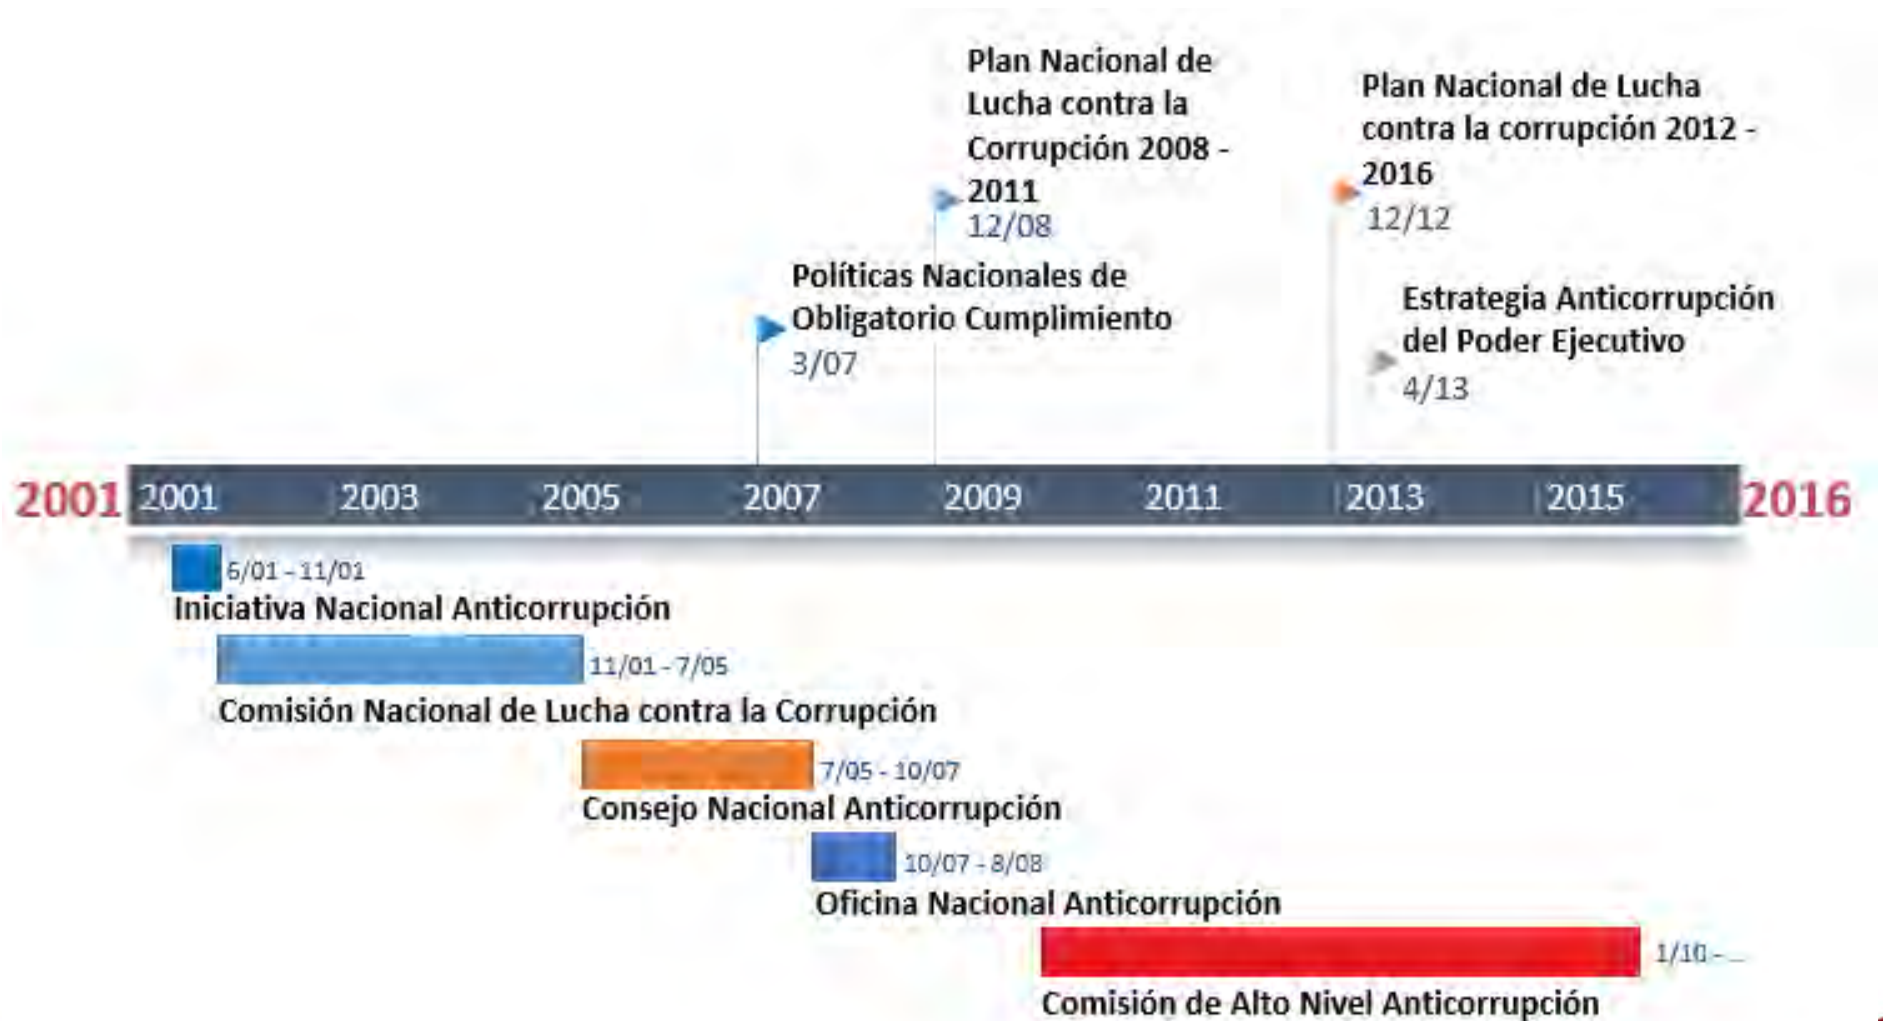 Plan Nacional de
Lucha contra la
Corrupción 2008 -
2011
12/08
Plan Nacional de Lucha
contra la corrupción 2012 -
2016
12/12
Políticas Nacionales de
Obligatorio Cumplimiento
3/07
Estrategia Anticorrupción
del Poder Ejecutivo
4/13
2001 2001 2003 2005 2007 2009 2011 2013 2015 2016
6/01 - 11/01
Iniciativa Nacional Anticorrupción
11/01 - 7/05
Comisión Nacional de Lucha contra la Corrupción
7/05 - 10/07
Consejo Nacional Anticorrupción
10/07 - 8/08
Oficina Nacional Anticorrupción
1/10 - ...
Comisión de Alto Nivel Anticorrupción